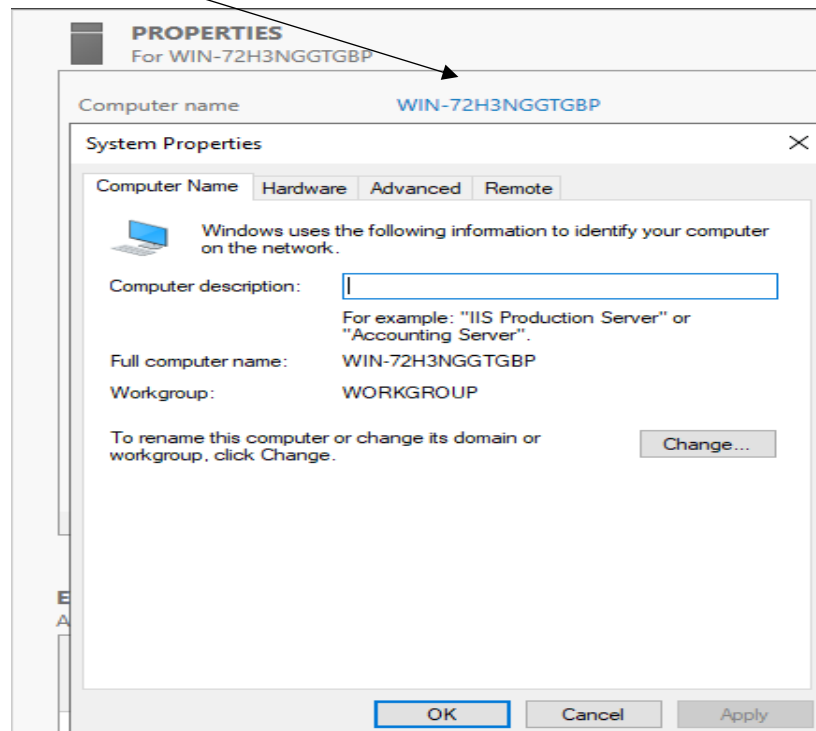 PROPERTIES
For WIN-72H3NGGTGBP
Computer name WIN-72H3NGGTGBP
System Properties
Computer Name Hardware Advanced Remote
Windows uses the following information to identify your computer
on the network.
Computer description:
For example: "IIS Production Server" or
"Accounting Server".
Full computer name: WIN-72H3NGGTGBP
Workgroup: WORKGROUP
To rename this computer or change its domain or
workgroup, click Change.
Change...
E
A
OK Cancel Apply